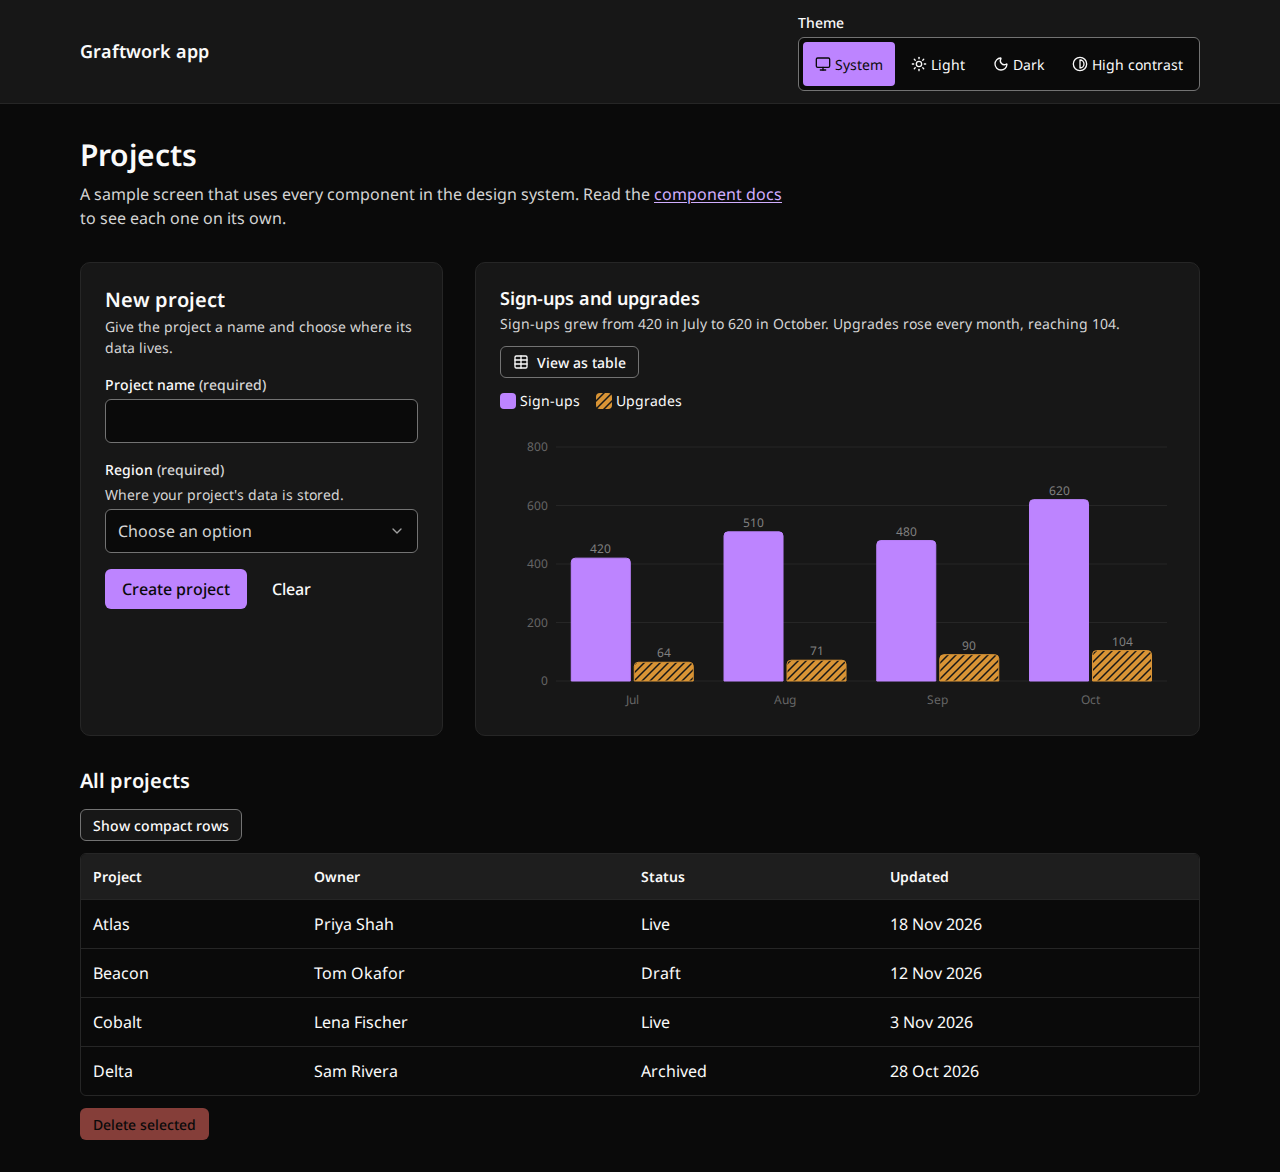 Graftwork app
Theme
System
Light
Dark
High contrast
Projects
A sample screen that uses every component in the design system. Read the component docs
to see each one on its own.
New project
Give the project a name and choose where its
data lives.
Project name (required)
Region (required)
Where your project's data is stored.
Choose an option
Create project
Clear
Sign-ups and upgrades
Sign-ups grew from 420 in July to 620 in October. Upgrades rose every month, reaching 104.
View as table
Sign-ups
Upgrades
800
600
400
200
0
420
64
510
71
480
90
620
104
Jul
Aug
Sep
Oct
All projects
Show compact rows
Project Owner Status Updated
Atlas Priya Shah Live 18 Nov 2026
Beacon Tom Okafor Draft 12 Nov 2026
Cobalt Lena Fischer Live 3 Nov 2026
Delta Sam Rivera Archived 28 Oct 2026
Delete selected